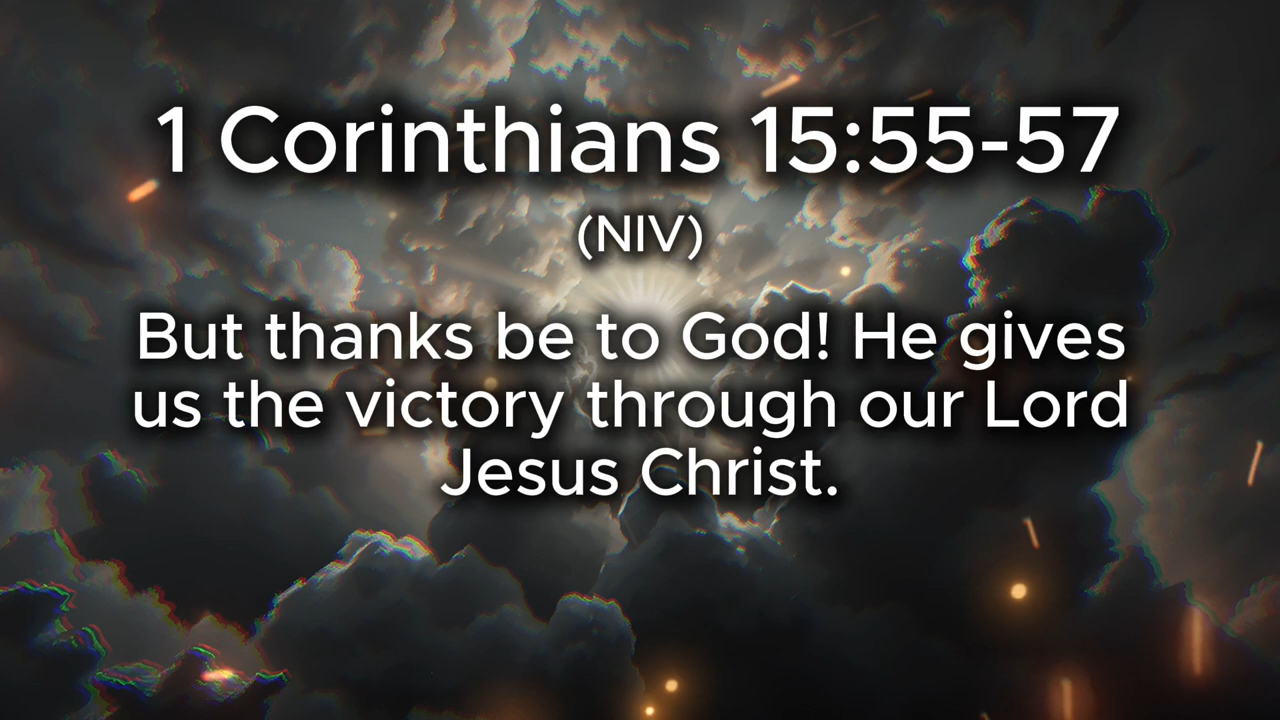 1 Corinthians 15:55-57
(NIV)
But thanks be to God! He gives
us the victory through our Lord
Jesus Christ.